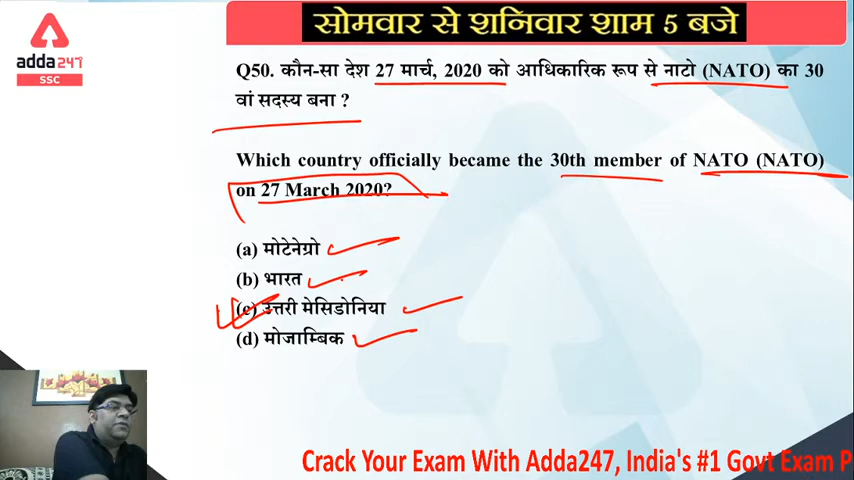 सोमवार से शनिवार शाम 5 बजे
adda247
SSC
Q50. कौन-सा देश 27 मार्च, 2020 को आधिकारिक रूप से नाटो (NATO) का 30
वां सदस्य बना ?
Which country officially became the 30th member of NATO (NATO)
on 27 March 2020?
(a) मोटेनेग्रो
(b) भारत
(c) उत्तरी मेसिडोनिया
(d) मोजाम्बिक
Crack Your Exam With Adda247, India's #1 Govt Exam P